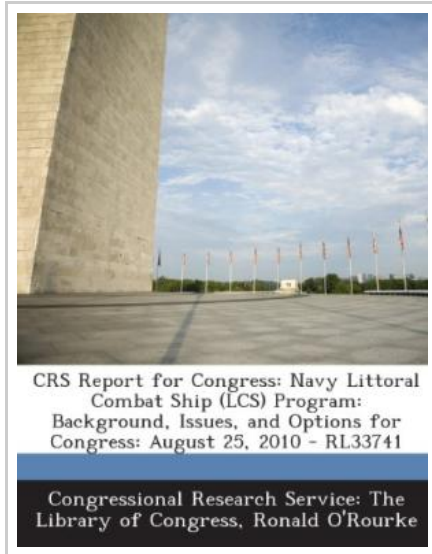 CRS Report for Congress: Navy Littoral
Combat Ship (LCS) Program:
Background, Issues, and Options for
Congress: August 25, 2010 - RL33741
Congressional Research Service: The
Library of Congress, Ronald O'Rourke